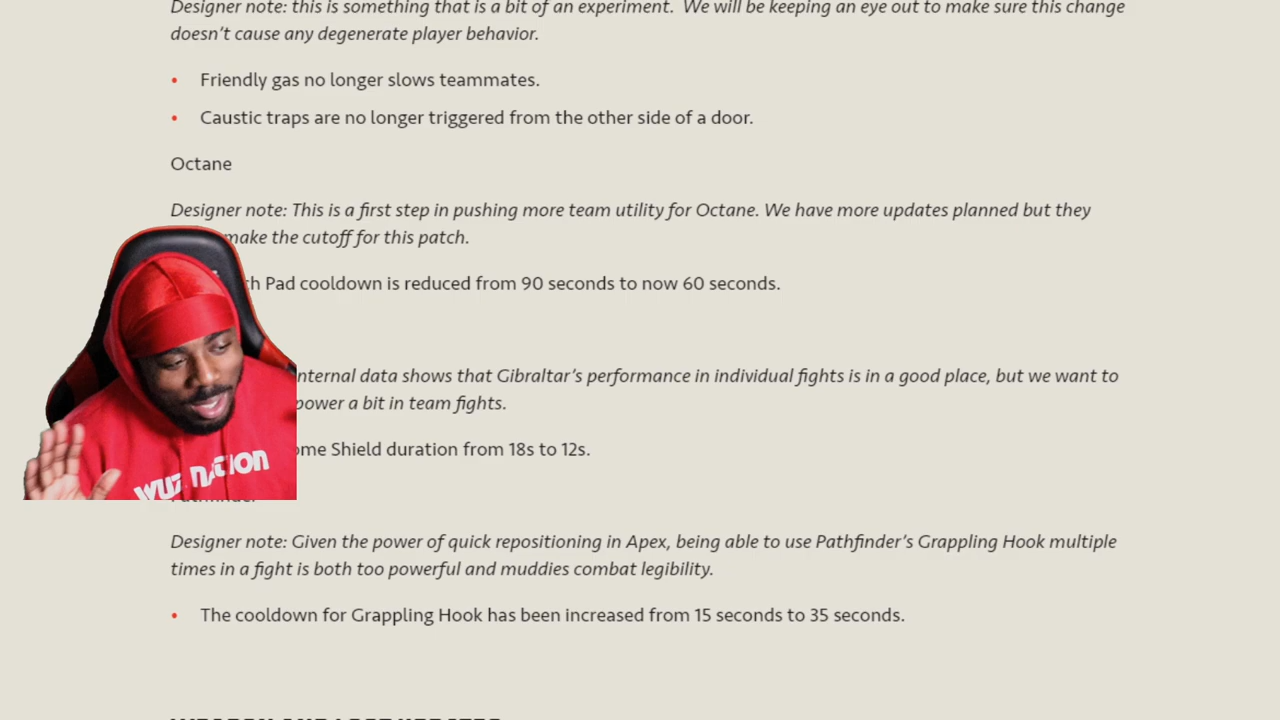 Designer note: this is something that is a bit of an experiment. We will be keeping an eye out to make sure this change
doesn't cause any degenerate player behavior.
• Friendly gas no longer slows teammates.
• Caustic traps are no longer triggered from the other side of a door.
Octane
Designer note: This is a first step in pushing more team utility for Octane. We have more updates planned but they
make the cutoff for this patch.
Pad cooldown is reduced from 90 seconds to now 60 seconds.
nternal data shows that Gibraltar's performance in individual fights is in a good place, but we want to
power a bit in team fights.
ome Shield duration from 18s to 12s.
WUZ NATION
Designer note: Given the power of quick repositioning in Apex, being able to use Pathfinder's Grappling Hook multiple
times in a fight is both too powerful and muddies combat legibility.
• The cooldown for Grappling Hook has been increased from 15 seconds to 35 seconds.